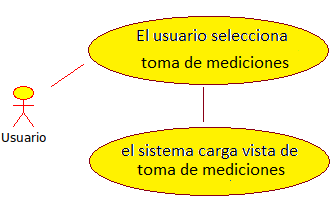 El usuario selecciona
toma de mediciones
Usuario
el sistema carga vista de
toma de mediciones